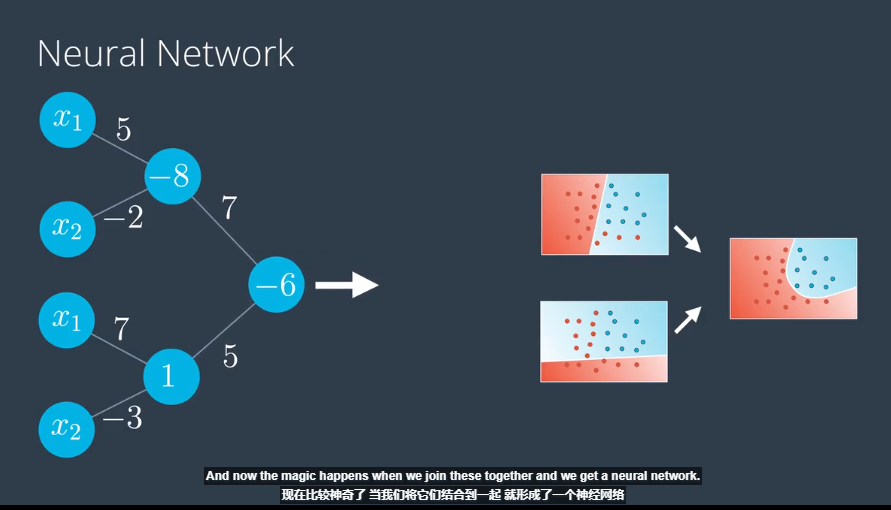 Neural Network
x₁
5
−8
−2
x₂
7
−6
x₁
7
5
1
−3
x₂
And now the magic happens when we join these together and we get a neural network.
现在比较神奇了 当我们将它们结合到一起 就形成了一个神经网络